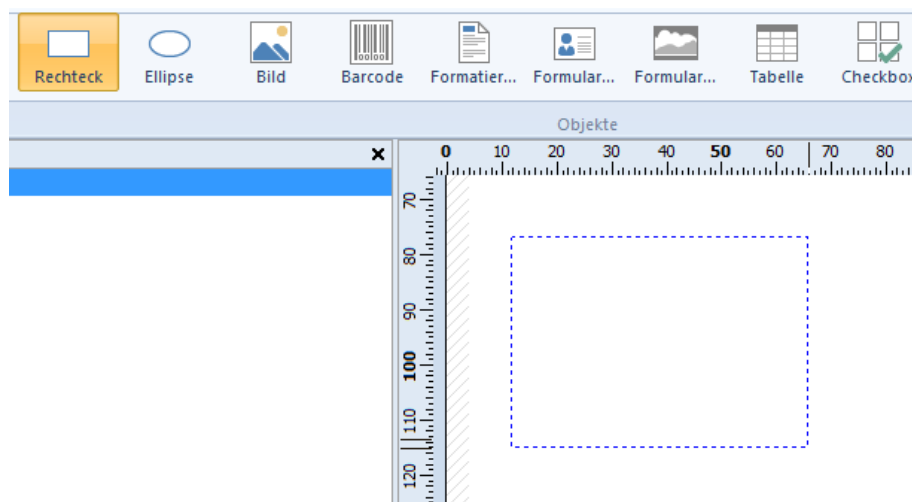 Rechteck Ellipse Bild Barcode Formatier... Formular... Formular... Tabelle Checkbox
Objekte
0 10 20 30 40 50 60 70 80
70
80
90
100
110
120